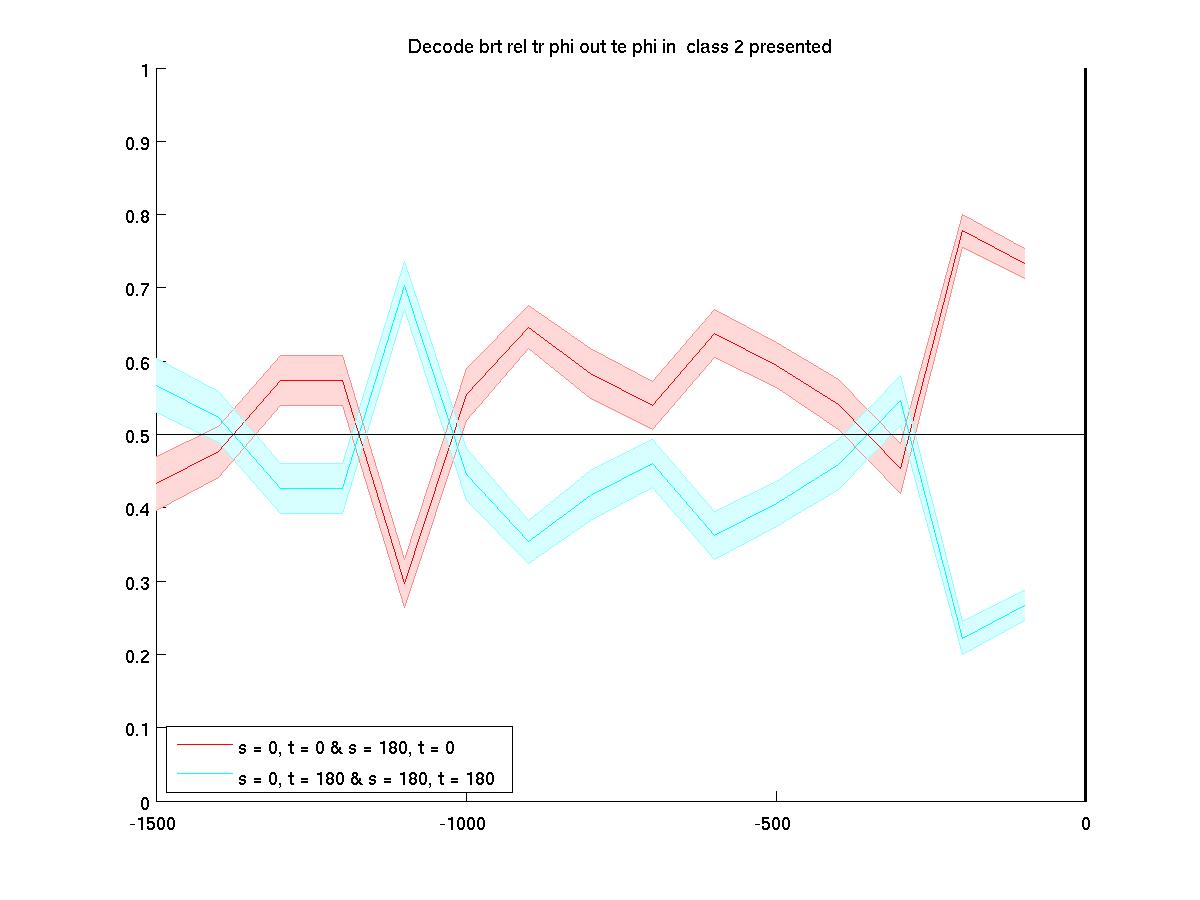 Decode brt rel tr phi out te phi in  class 2 presented
1
0.9
0.8
0.7
0.6
0.5
0.4
0.3
0.2
0.1
0
s = 0, t = 0 & s = 180, t = 0
s = 0, t = 180 & s = 180, t = 180
-1500 -1000 -500 0